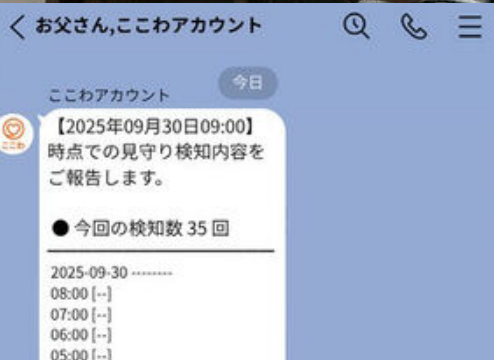 お父さん,ここわアカウント
今日
ここわアカウント
ここわ
【2025年09月30日09:00】
時点での見守り検知内容を
ご報告します。
● 今回の検知数 35 回
2025-09-30 --------
08:00 [--]
07:00 [--]
06:00 [--]
05:00 [--]